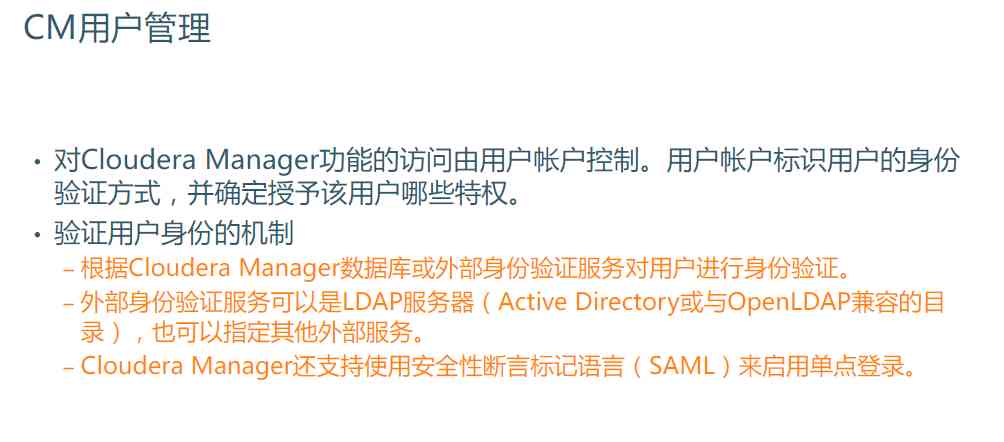 CM用户管理
• 对Cloudera Manager功能的访问由用户帐户控制。用户帐户标识用户的身份
验证方式，并确定授予该用户哪些特权。
• 验证用户身份的机制
– 根据Cloudera Manager数据库或外部身份验证服务对用户进行身份验证。
– 外部身份验证服务可以是LDAP服务器（Active Directory或与OpenLDAP兼容的目
录），也可以指定其他外部服务。
– Cloudera Manager还支持使用安全性断言标记语言（SAML）来启用单点登录。